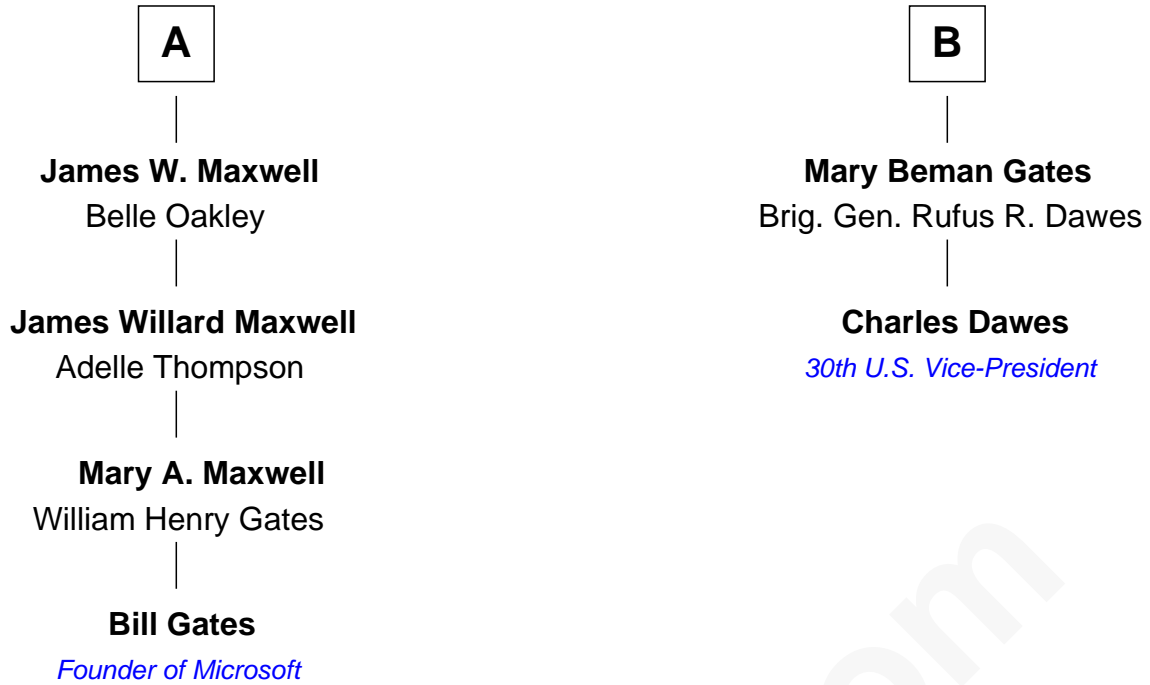 A
James W. Maxwell
Belle Oakley
James Willard Maxwell
Adelle Thompson
Mary A. Maxwell
William Henry Gates
Bill Gates
Founder of Microsoft
B
Mary Beman Gates
Brig. Gen. Rufus R. Dawes
Charles Dawes
30th U.S. Vice-President
om